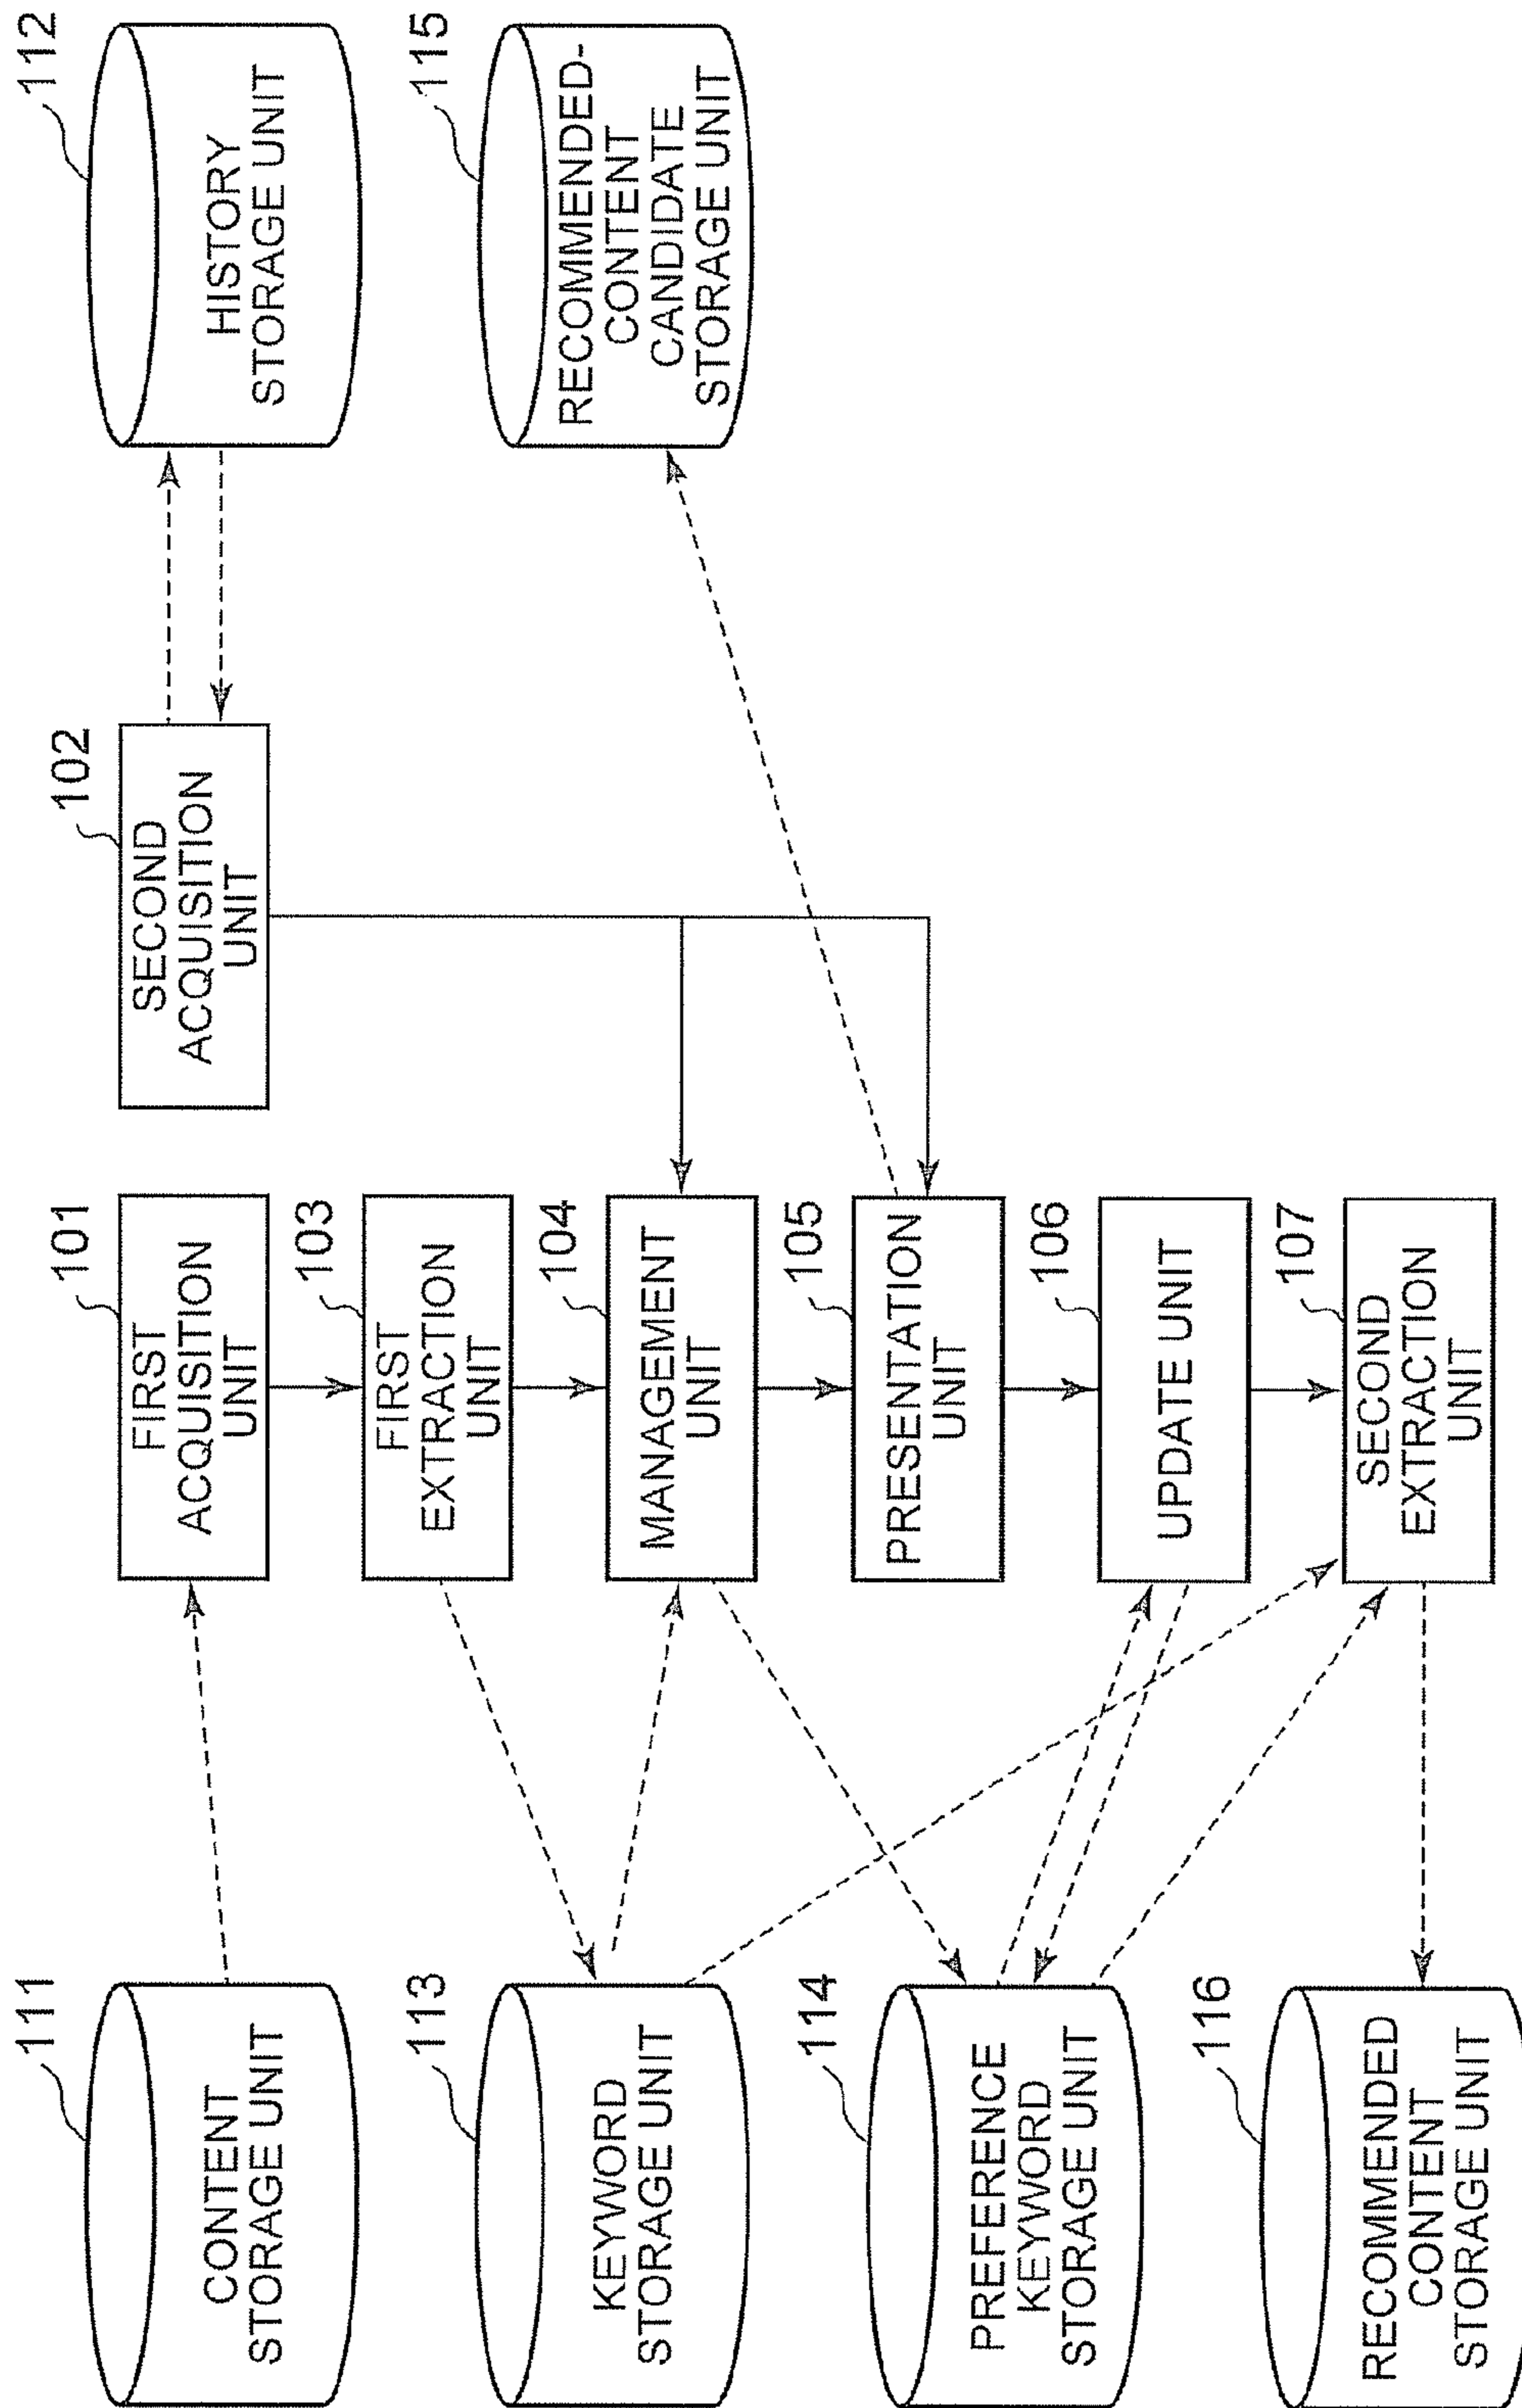 111
CONTENT
STORAGE UNIT
101
FIRST
ACQUISITION
UNIT
102
SECOND
ACQUISITION
UNIT
112
HISTORY
STORAGE UNIT
113
KEYWORD
STORAGE UNIT
103
FIRST
EXTRACTION
UNIT
104
MANAGEMENT
UNIT
115
RECOMMENDED-
CONTENT
CANDIDATE
STORAGE UNIT
114
PREFERENCE
KEYWORD
STORAGE UNIT
105
PRESENTATION
UNIT
106
UPDATE UNIT
116
RECOMMENDED
CONTENT
STORAGE UNIT
107
SECOND
EXTRACTION
UNIT